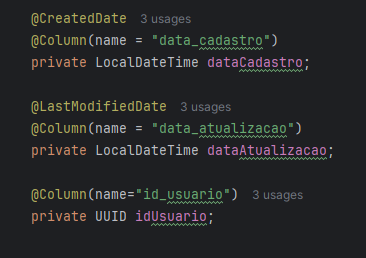 @CreatedDate 3 usages
@Column(name = "data_cadastro")
private LocalDateTime dataCadastro;
@LastModifiedDate 3 usages
@Column(name = "data_atualizacao")
private LocalDateTime dataAtualizacao;
@Column(name="id_usuario") 3 usages
private UUID idUsuario;